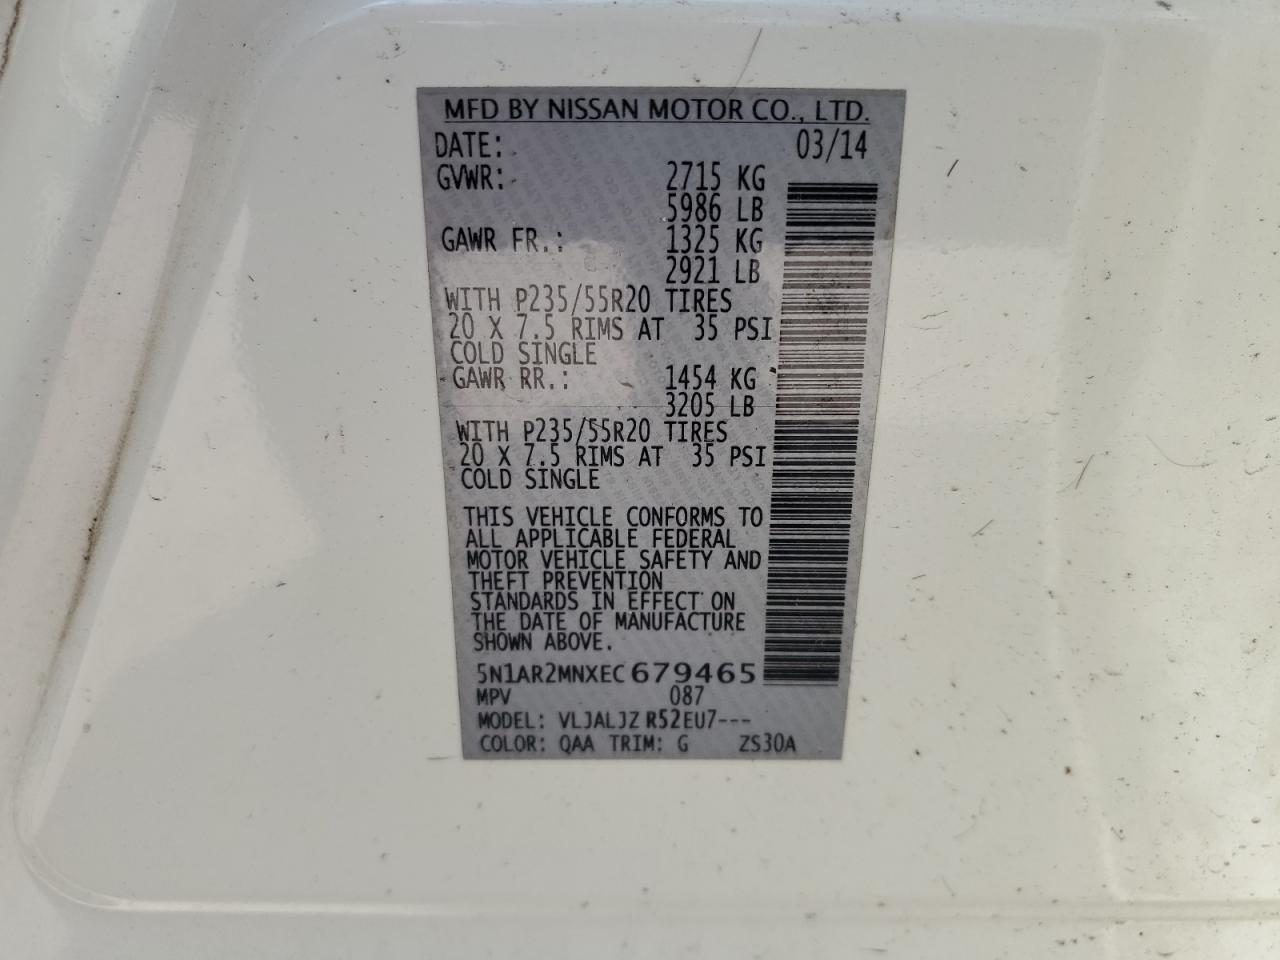 MFD BY NISSAN MOTOR CO., LTD.
DATE: 03/14
GVWR: 2715 KG
5986 LB
GAWR FR.: 1325 KG
2921 LB
WITH P235/55R20 TIRES
20 X 7.5 RIMS AT 35 PSI
COLD SINGLE
GAWR RR.: 1454 KG
3205 LB
WITH P235/55R20 TIRES
20 X 7.5 RIMS AT 35 PSI
COLD SINGLE
THIS VEHICLE CONFORMS TO
ALL APPLICABLE FEDERAL
MOTOR VEHICLE SAFETY AND
THEFT PREVENTION
STANDARDS IN EFFECT ON
THE DATE OF MANUFACTURE
SHOWN ABOVE.
5N1AR2MNXEC679465
MPV 087
MODEL: VLJALJZ R52EU7---
COLOR: QAA TRIM: G ZS30A